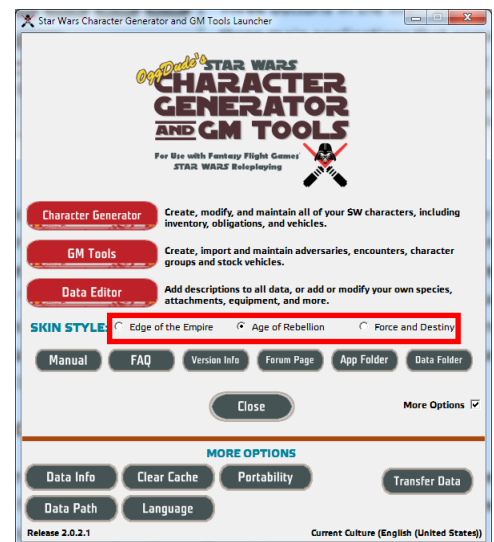 Star Wars Character Generator and GM Tools Launcher
OggDude's STAR WARS
CHARACTER
GENERATOR
AND GM TOOLS
For Use with Fantasy Flight Games'
STAR WARS Roleplaying
Character Generator
Create, modify, and maintain all of your SW characters, including
inventory, obligations, and vehicles.
GM Tools
Create, import and maintain adversaries, encounters, character
groups and stock vehicles.
Data Editor
Add descriptions to all data, or add or modify your own species,
attachments, equipment, and more.
SKIN STYLE: Edge of the Empire Age of Rebellion Force and Destiny
Manual FAQ Version Info Forum Page App Folder Data Folder
Close More Options
MORE OPTIONS
Data Info Clear Cache Portability Transfer Data
Data Path Language
Release 2.0.2.1 Current Culture (English (United States))